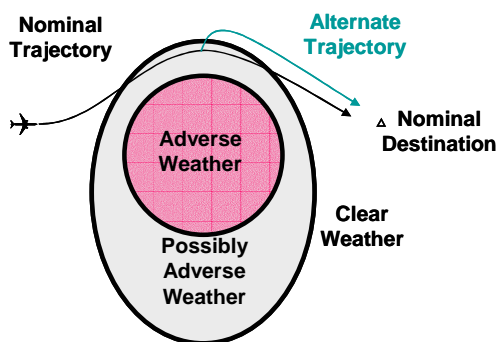 Nominal
Trajectory
Alternate
Trajectory
Nominal
Destination
Adverse
Weather
Clear
Weather
Possibly
Adverse
Weather